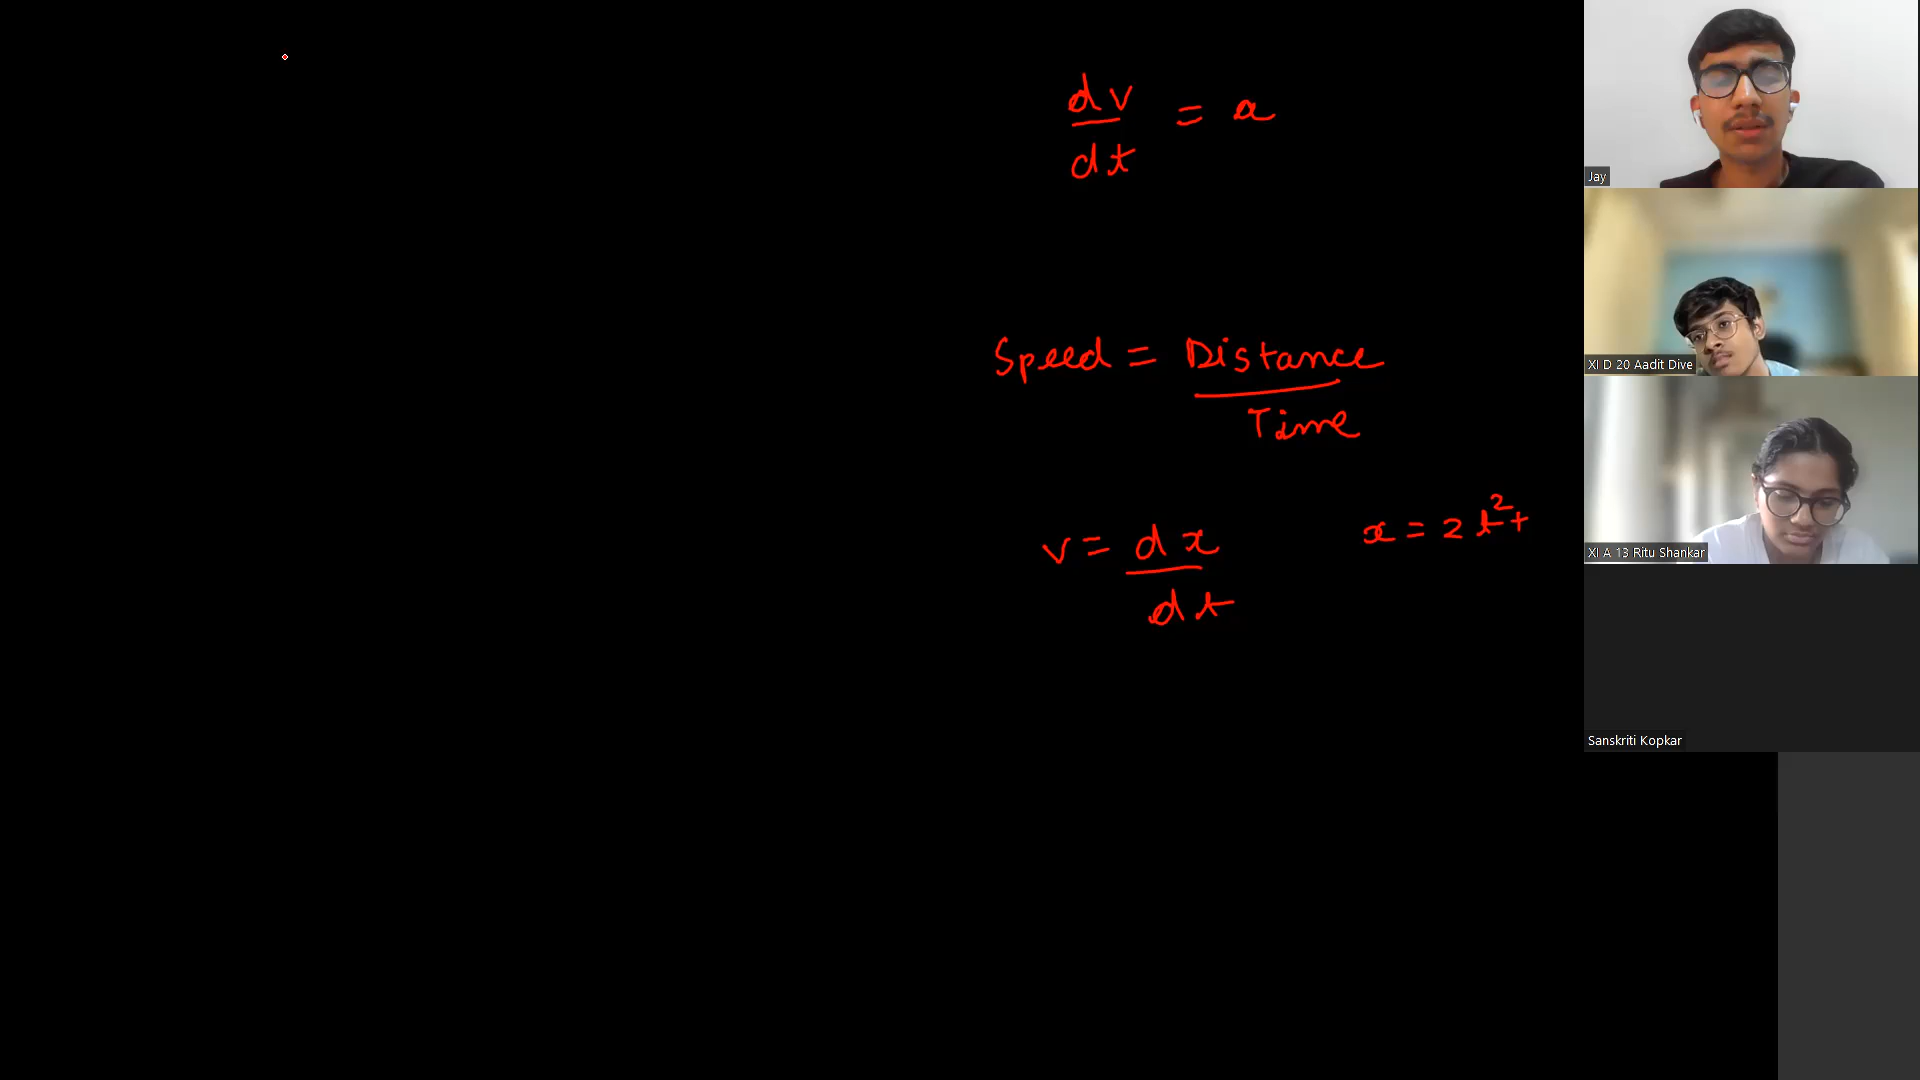 dv
dt
= a
Speed = Distance
Time
v = dx
dt
x = 2t²+
Jay
XI D 20 Aadit Dive
XI A 13 Ritu Shankar
Sanskriti Kopkar